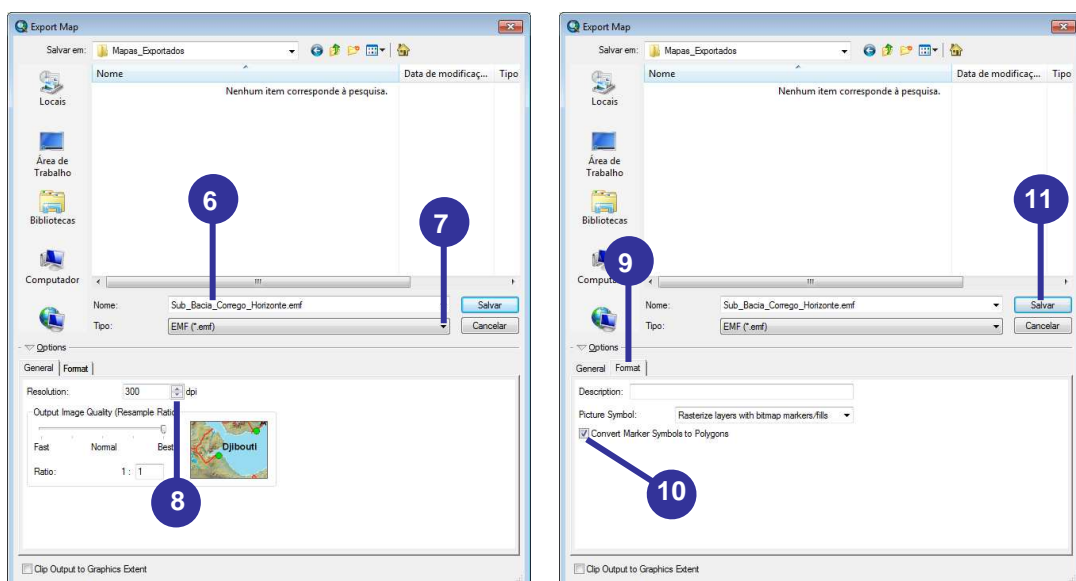 Export Map
Salvar em:
Mapas_Exportados
Nome
Data de modificaç...
Tipo
Nenhum item corresponde à pesquisa.
Locais
Área de
Trabalho
Bibliotecas
Computador
6
7
Nome:
Sub_Bacia_Corrego_Horizonte.emf
Salvar
Tipo:
EMF (*.emf)
Cancelar
Options
General
Format
Resolution:
300
dpi
Output Image Quality (Resample Ratio
Fast
Normal
Best
Ratio:
1 :
1
Djibouti
8
Clip Output to Graphics Extent
Export Map
Salvar em:
Mapas_Exportados
Nome
Data de modificaç...
Tipo
Nenhum item corresponde à pesquisa.
Locais
Área de
Trabalho
Bibliotecas
9
11
Nome:
Sub_Bacia_Corrego_Horizonte.emf
Salvar
Tipo:
EMF (*.emf)
Cancelar
Options
General
Format
Description:
Picture Symbol:
Rasterize layers with bitmap markers/fills
Convert Marker Symbols to Polygons
10
Clip Output to Graphics Extent